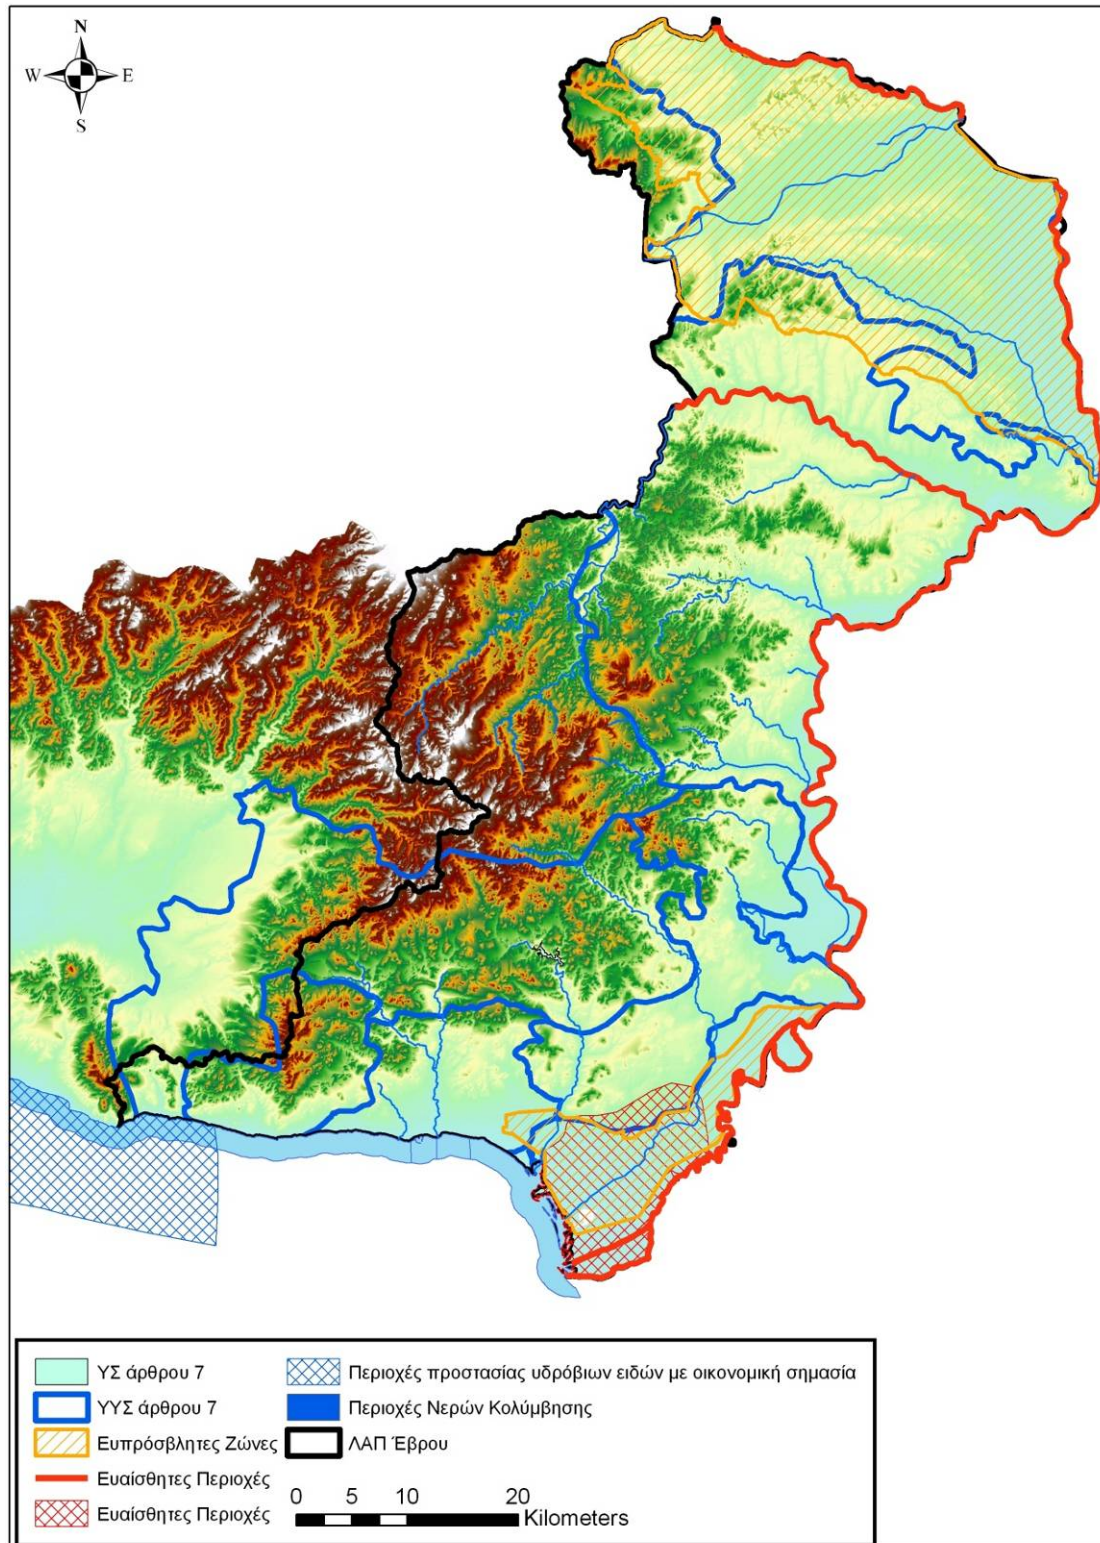 N
W E
S
ΥΣ άρθρου 7
ΥΥΣ άρθρου 7
Ευπρόσβλητες Ζώνες
Ευαίσθητες Περιοχές
Ευαίσθητες Περιοχές
Περιοχές προστασίας υδρόβιων ειδών με οικονομική σημασία
Περιοχές Νερών Κολύμβησης
ΛΑΠ Έβρου
0 5 10 20
Kilometers